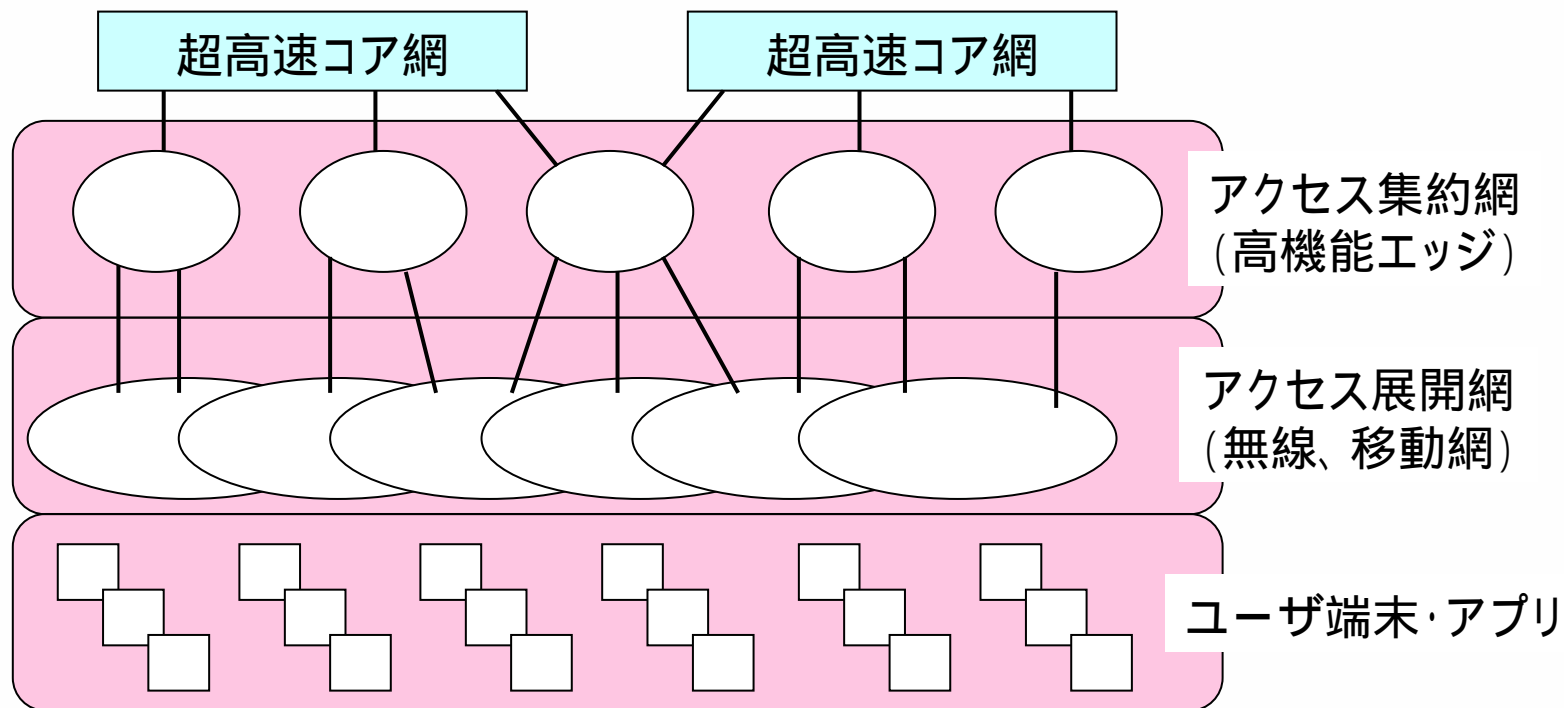 超高速コア網
超高速コア網
アクセス集約網
(高機能エッジ)
アクセス展開網
(無線、移動網)
ユーザ端末・アプリ